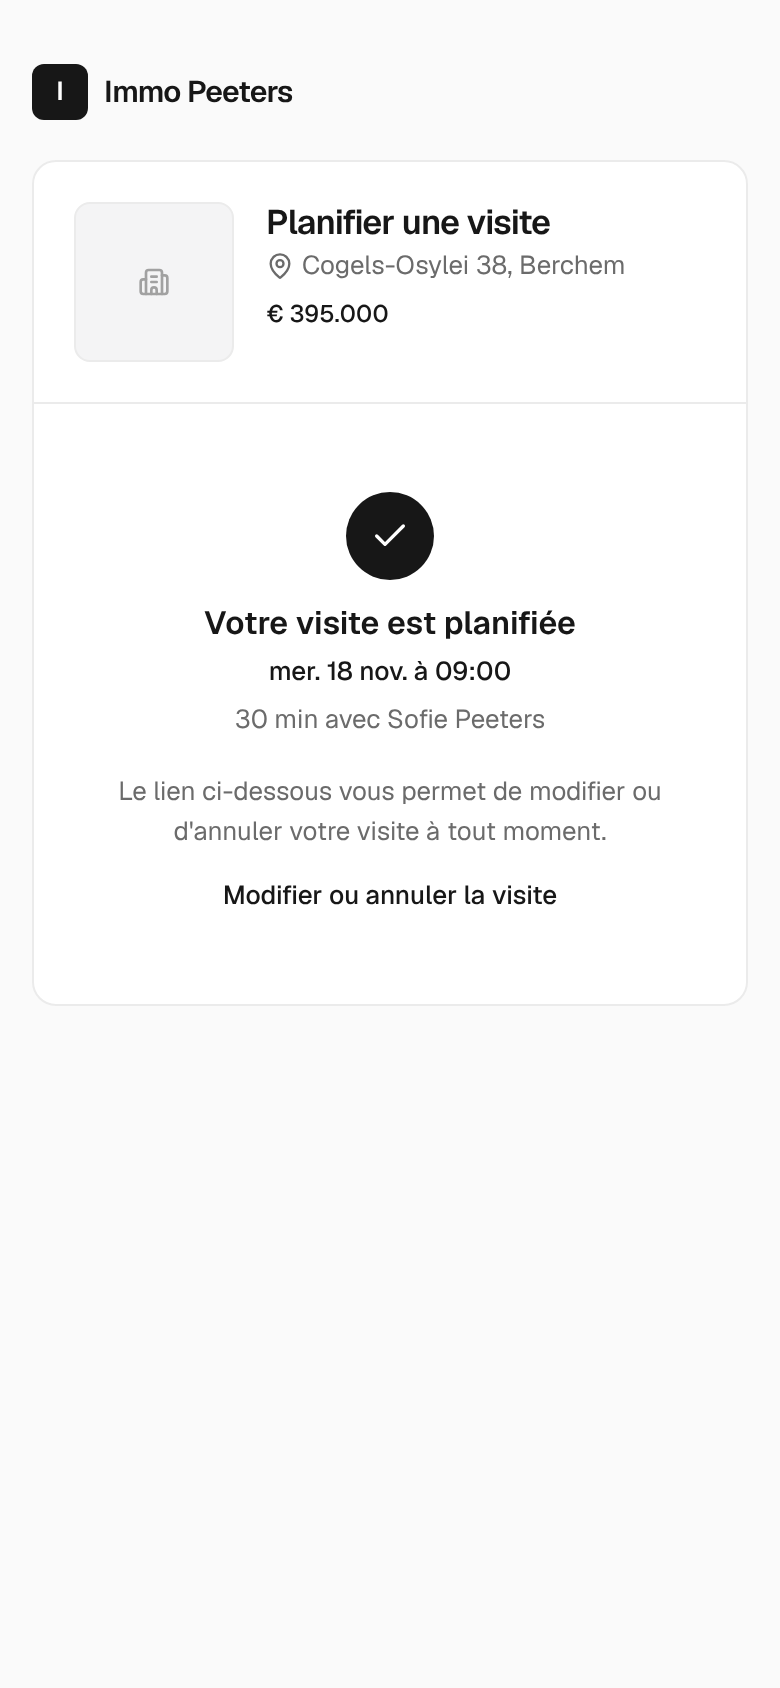 I
Immo Peeters
Planifier une visite
Cogels-Osylei 38, Berchem
€ 395.000
Votre visite est planifiée
mer. 18 nov. à 09:00
30 min avec Sofie Peeters
Le lien ci-dessous vous permet de modifier ou
d'annuler votre visite à tout moment.
Modifier ou annuler la visite